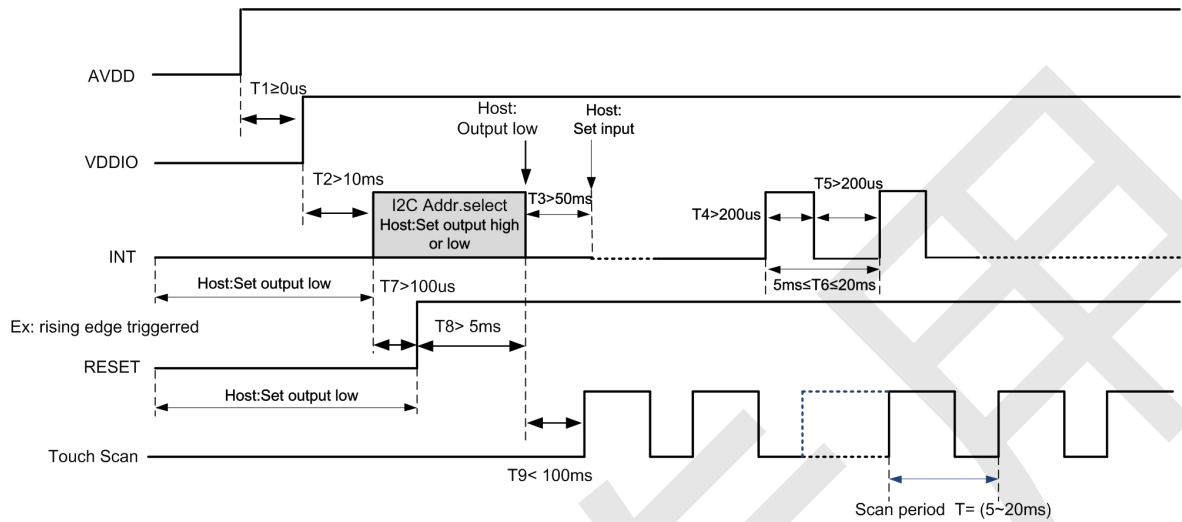 AVDD
T1≥0us
Host:
Output low
Host:
Set input
VDDIO
T2>10ms
I2C Addr.select
Host:Set output high
or low
T3>50ms
T4>200us
T5>200us
INT
Host:Set output low
T7>100us
5ms≤T6≤20ms
Ex: rising edge triggerred
T8> 5ms
RESET
Host:Set output low
Touch Scan
T9< 100ms
Scan period T= (5~20ms)